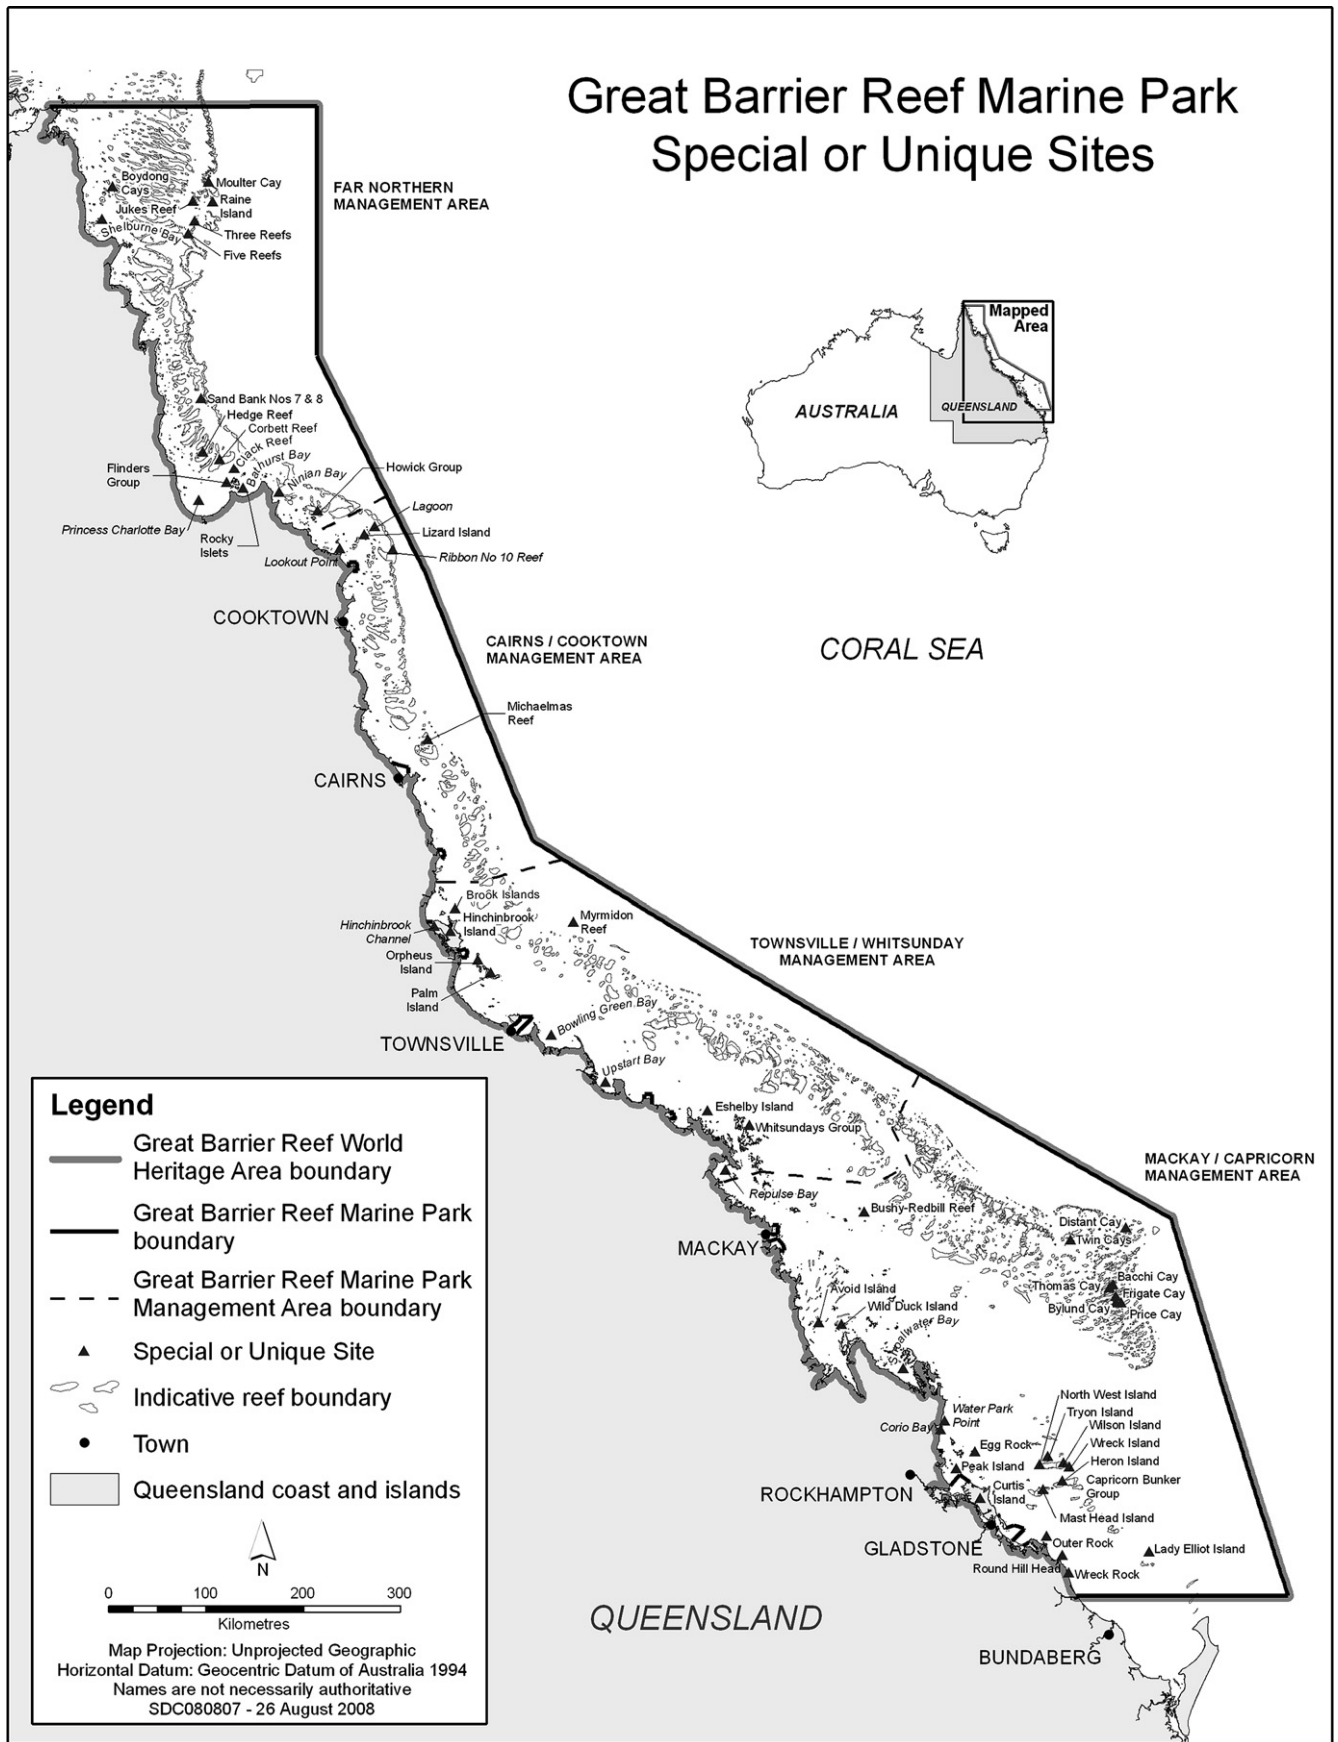 Great Barrier Reef Marine Park
Special or Unique Sites
Boydong
Cays
Moulter Cay
Jukes Reef
Raine
Island
Shelburne Bay
Three Reefs
Five Reefs
FAR NORTHERN
MANAGEMENT AREA
Mapped
Area
AUSTRALIA
QUEENSLAND
Sand Bank Nos 7 & 8
Hedge Reef
Corbett Reef
Clack Reef
Bathurst Bay
Flinders
Group
Ninian Bay
Howick Group
Princess Charlotte Bay
Rocky
Islets
Lagoon
Lizard Island
Lookout Point
Ribbon No 10 Reef
COOKTOWN
CAIRNS / COOKTOWN
MANAGEMENT AREA
CORAL SEA
Michaelmas
Reef
CAIRNS
Brook Islands
Hinchinbrook
Island
Hinchinbrook
Channel
Myrmidon
Reef
Orpheus
Island
Palm
Island
TOWNSVILLE / WHITSUNDAY
MANAGEMENT AREA
Bowling Green Bay
TOWNSVILLE
Upstart Bay
Eshelby Island
Whitsundays Group
Repulse Bay
MACKAY / CAPRICORN
MANAGEMENT AREA
Bushy-Redbill Reef
MACKAY
Distant Cay
Twin Cays
Bacchi Cay
Thomas Cay
Frigate Cay
Bylund Cay
Price Cay
Avoid Island
Wild Duck Island
Shoalwater Bay
Water Park
Point
Corio Bay
North West Island
Tryon Island
Wilson Island
Wreck Island
Heron Island
Capricorn Bunker
Group
Mast Head Island
Egg Rock
Peak Island
Curtis
Island
ROCKHAMPTON
GLADSTONE
Outer Rock
Lady Elliot Island
Round Hill Head
Wreck Rock
QUEENSLAND
BUNDABERG
Legend
Great Barrier Reef World
Heritage Area boundary
Great Barrier Reef Marine Park
boundary
Great Barrier Reef Marine Park
Management Area boundary
Special or Unique Site
Indicative reef boundary
Town
Queensland coast and islands
N
0 100 200 300
Kilometres
Map Projection: Unprojected Geographic
Horizontal Datum: Geocentric Datum of Australia 1994
Names are not necessarily authoritative
SDC080807 - 26 August 2008